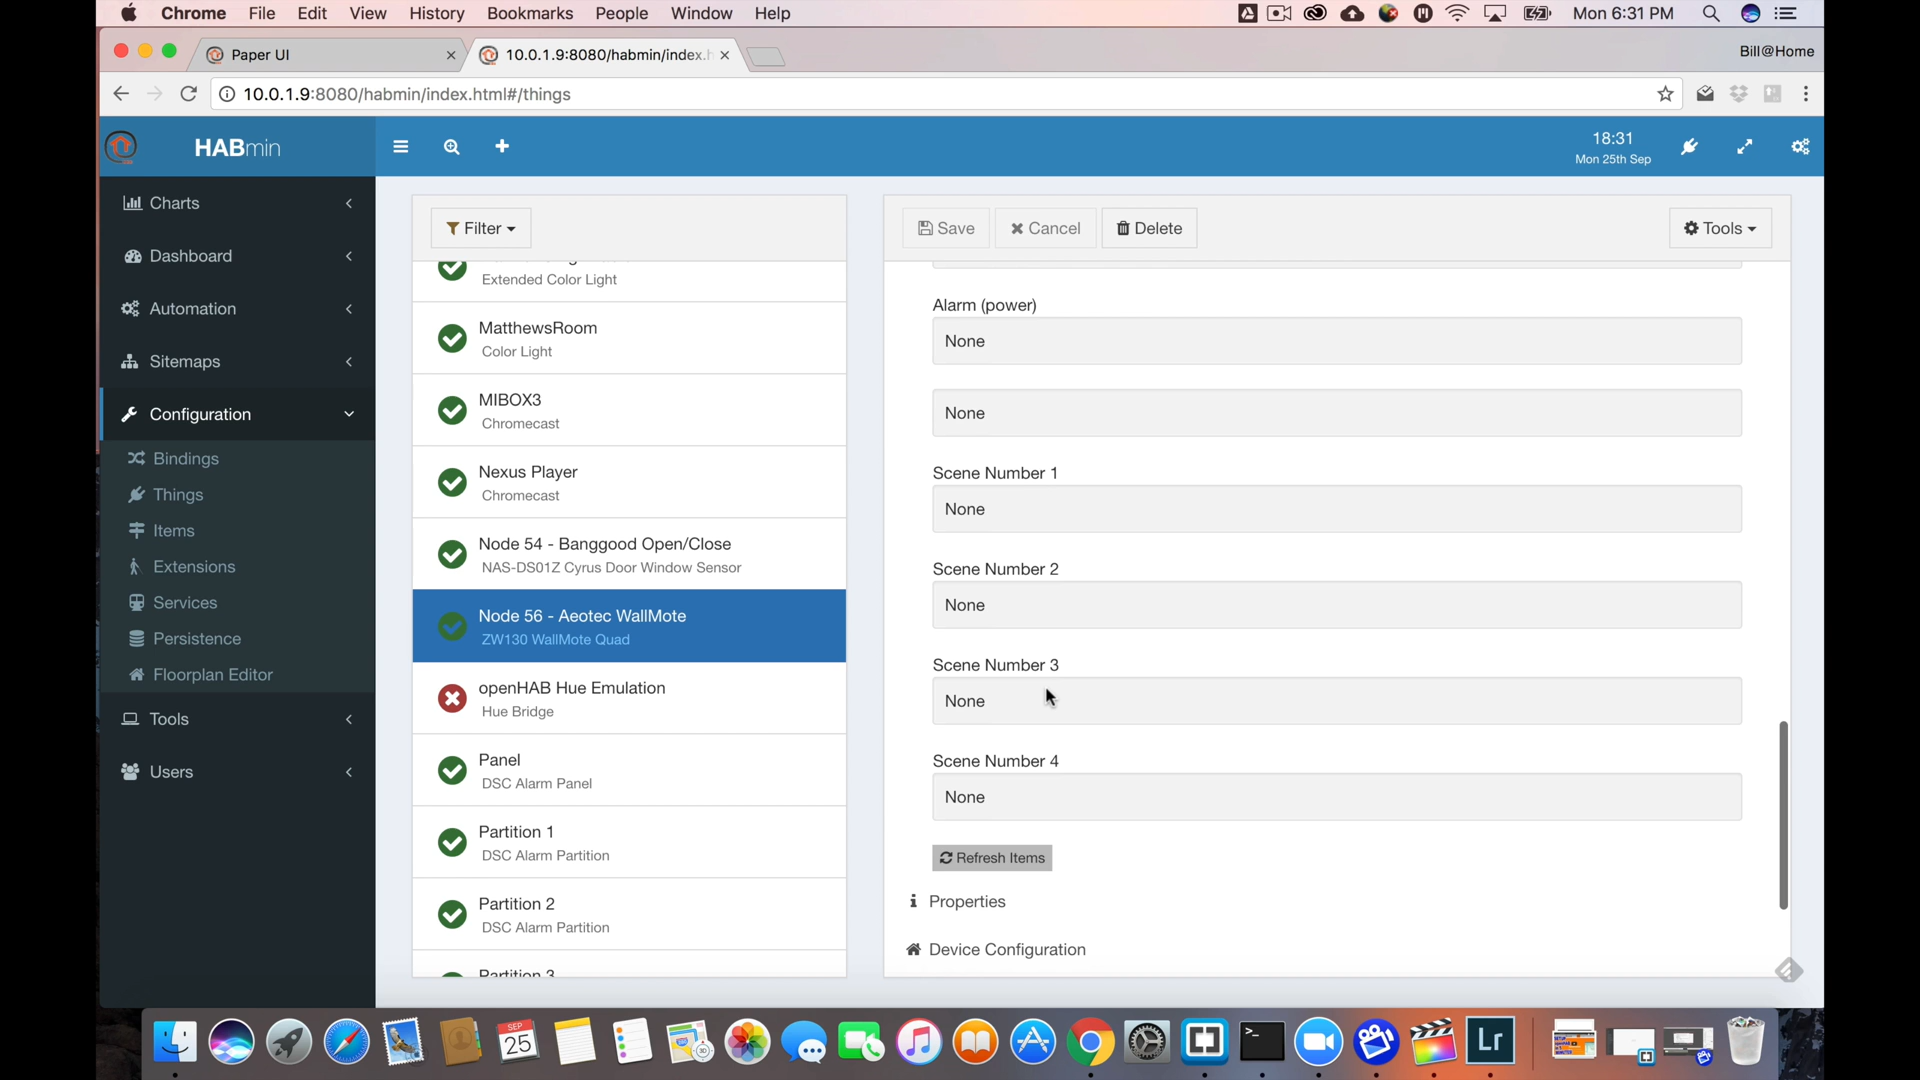 Chrome File Edit View History Bookmarks People Window Help Mon 6:31 PM
Paper UI 10.0.1.9:8080/habmin/index.h Bill@Home
10.0.1.9:8080/habmin/index.html#/things
HABmin
18:31
Mon 25th Sep
Charts
Dashboard
Automation
Sitemaps
Configuration
Bindings
Things
Items
Extensions
Services
Persistence
Floorplan Editor
Tools
Users
Filter
Extended Color Light
MatthewsRoom
Color Light
MIBOX3
Chromecast
Nexus Player
Chromecast
Node 54 - Banggood Open/Close
NAS-DS01Z Cyrus Door Window Sensor
Node 56 - Aeotec WallMote
ZW130 WallMote Quad
openHAB Hue Emulation
Hue Bridge
Panel
DSC Alarm Panel
Partition 1
DSC Alarm Partition
Partition 2
DSC Alarm Partition
Partition 3
Save Cancel Delete Tools
Alarm (power)
None
None
Scene Number 1
None
Scene Number 2
None
Scene Number 3
None
Scene Number 4
None
Refresh Items
Properties
Device Configuration
SEP
25
Lr